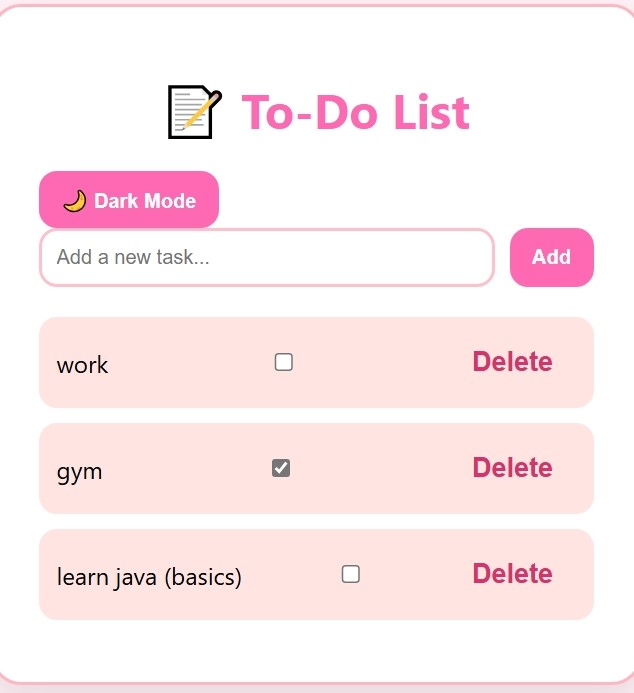 To-Do List
Dark Mode
Add a new task... Add
work Delete
gym Delete
learn java (basics) Delete